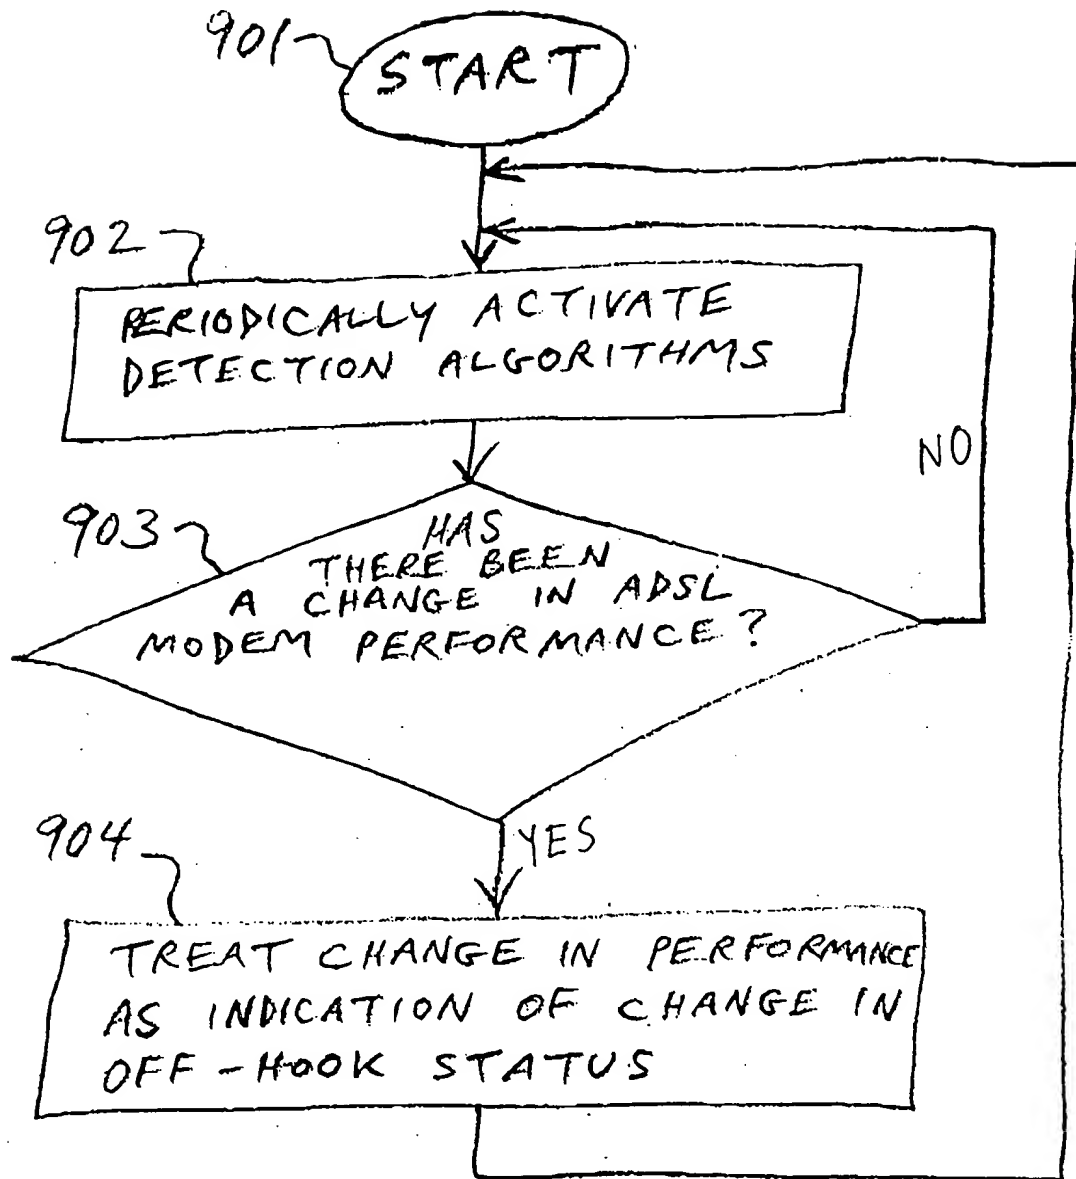 901
START
902
PERIODICALLY ACTIVATE
DETECTION ALGORITHMS
NO
903
HAS
THERE BEEN
A CHANGE IN ADSL
MODEM PERFORMANCE?
904
YES
TREAT CHANGE IN PERFORMANCE
AS INDICATION OF CHANGE IN
OFF-HOOK STATUS